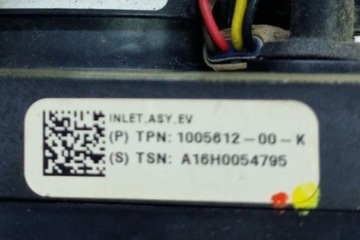 INLET,ASY,EV
(P) TPN: 1005612-00-K
(S) TSN: A16H0054795